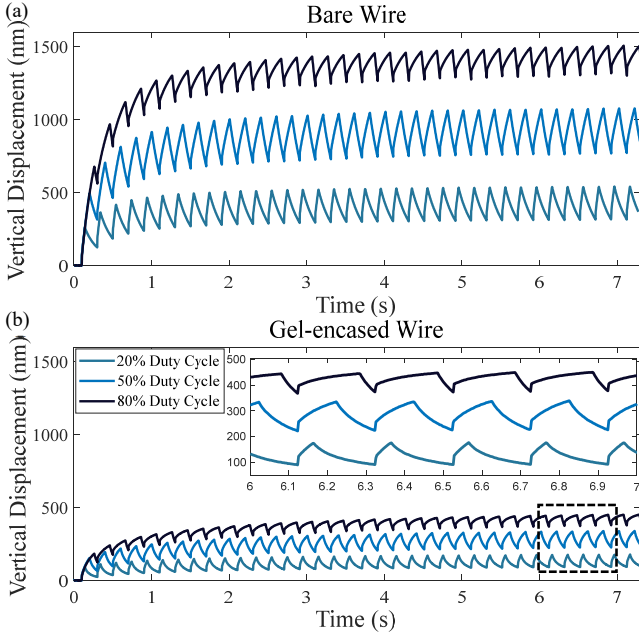 (a)
Bare Wire
Vertical Displacement (nm)
1500
1000
500
0
0 1 2 3 4 5 6 7
Time (s)
(b)
Gel-encased Wire
Vertical Displacement (nm)
1500
1000
500
0
20% Duty Cycle
50% Duty Cycle
80% Duty Cycle
500
400
300
200
100
6 6.1 6.2 6.3 6.4 6.5 6.6 6.7 6.8 6.9 7
0 1 2 3 4 5 6 7
Time (s)